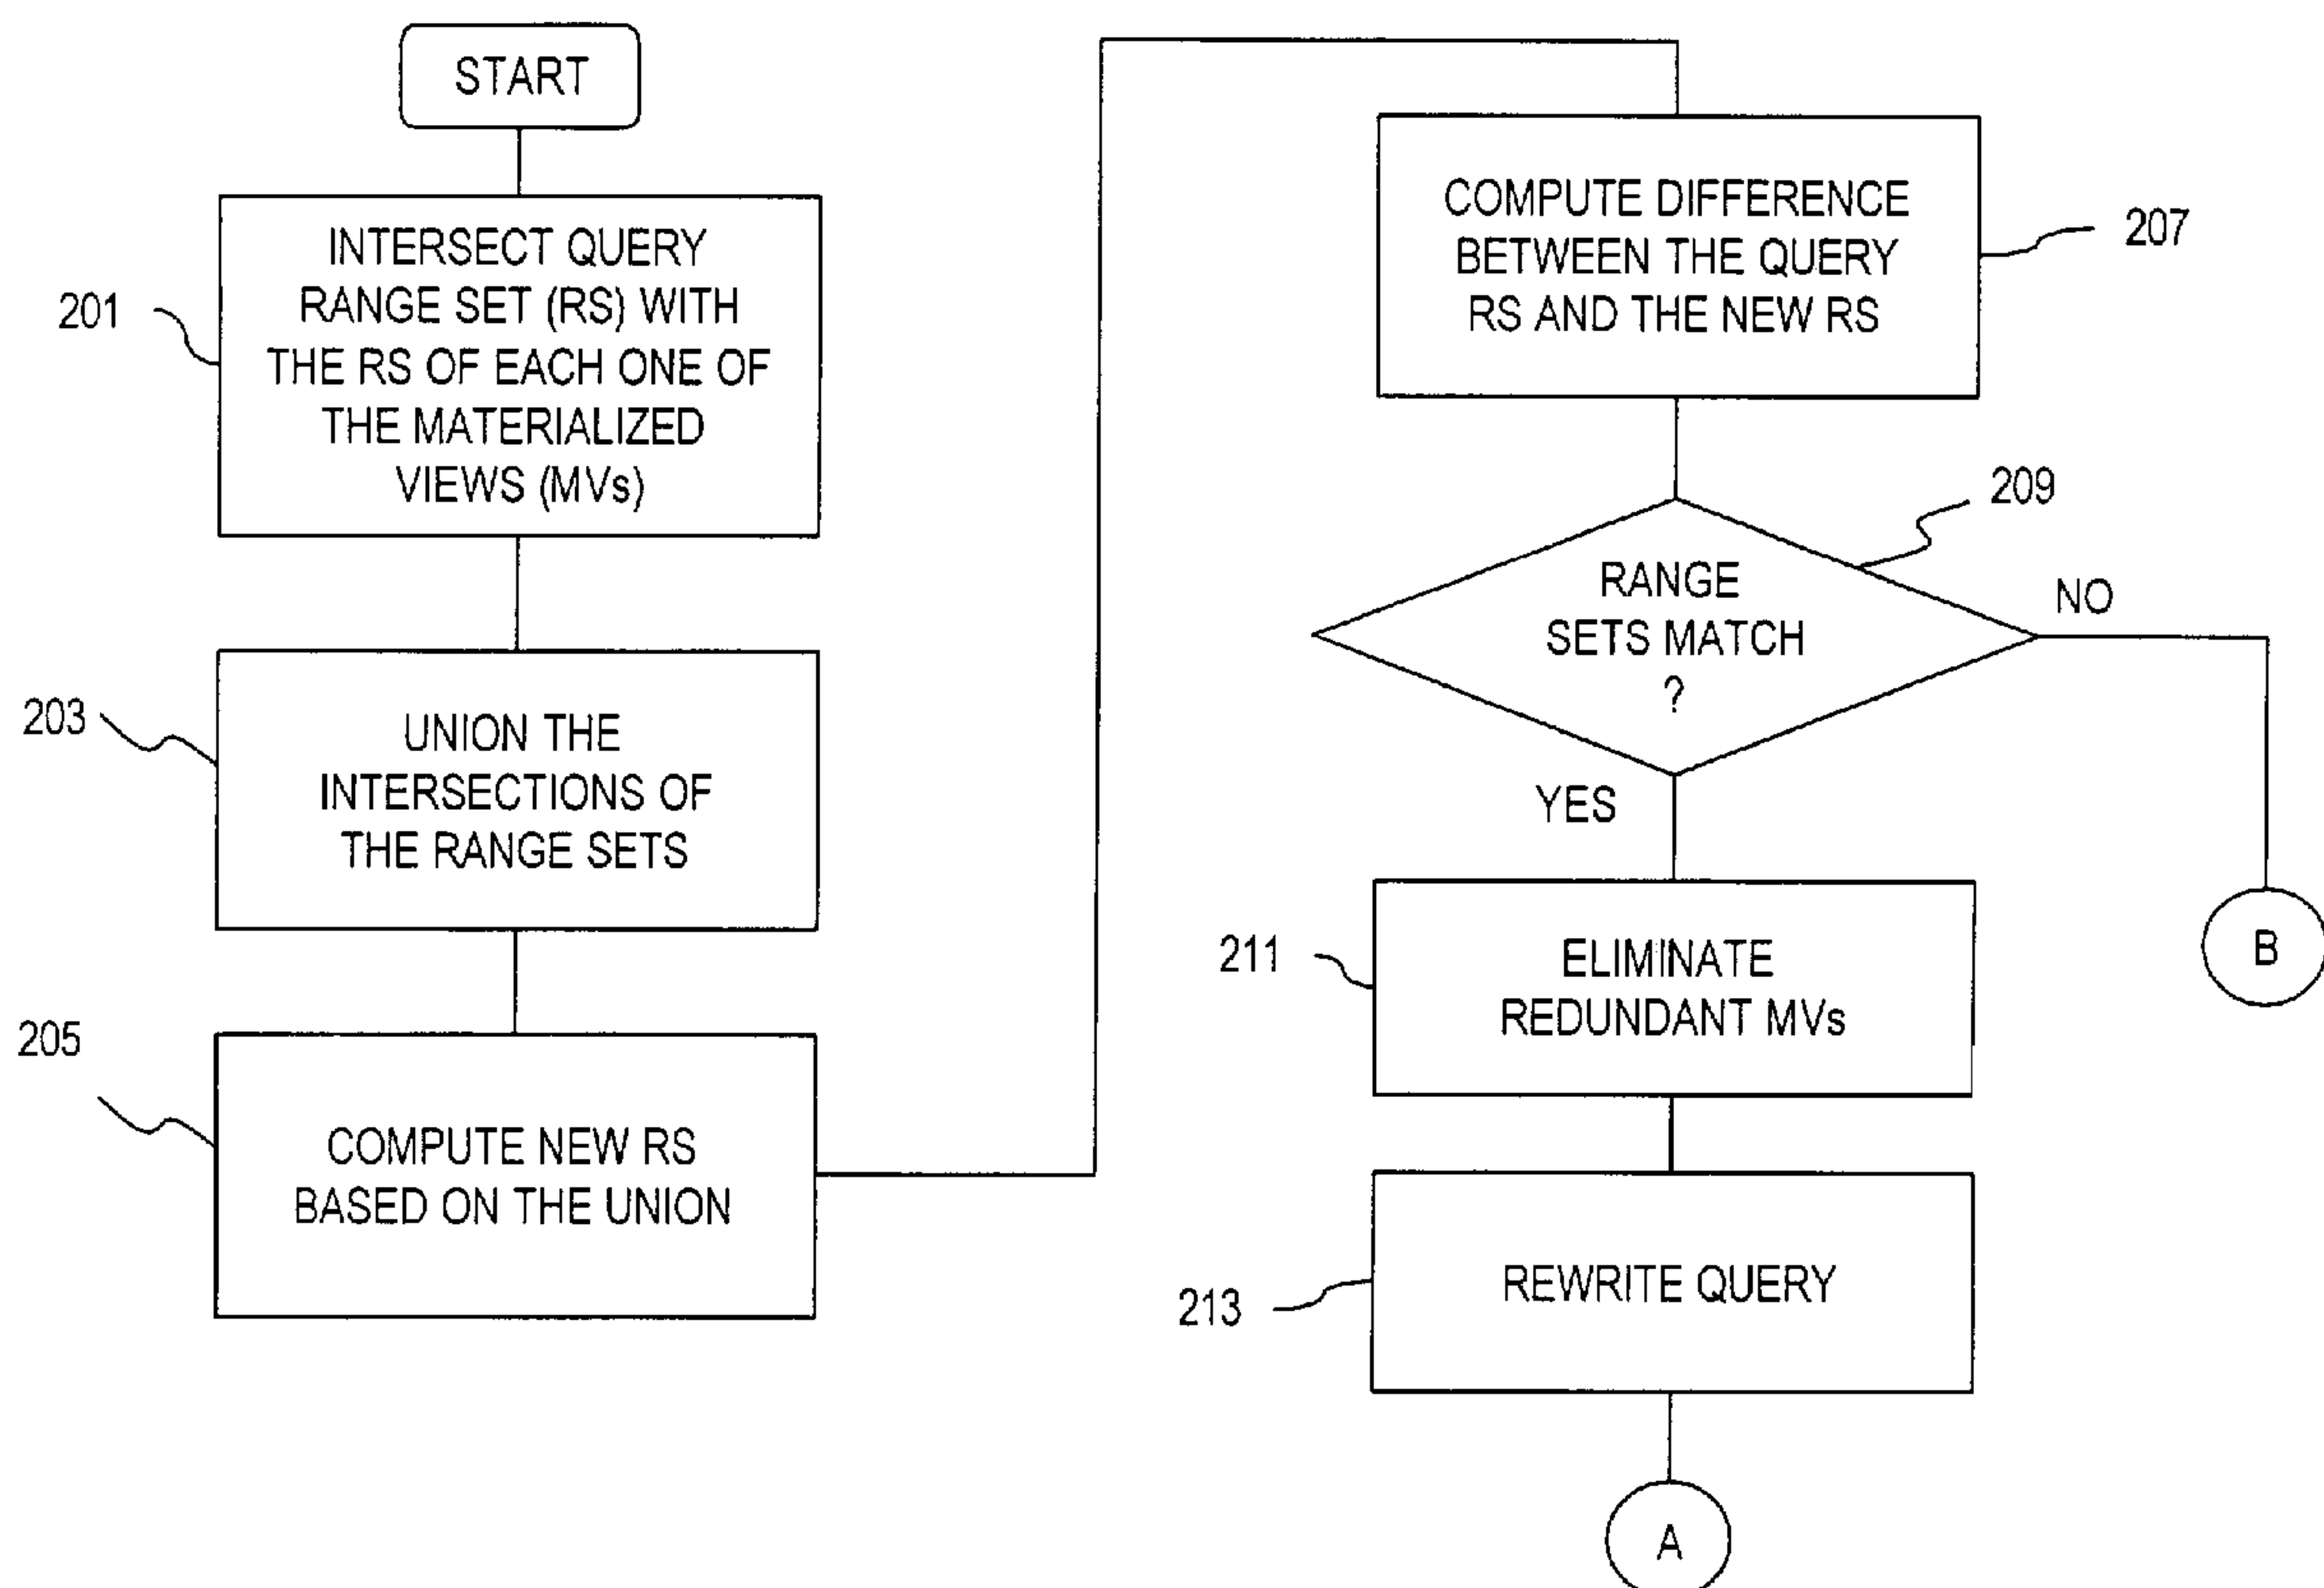 START
201
INTERSECT QUERY
RANGE SET (RS) WITH
THE RS OF EACH ONE OF
THE MATERIALIZED
VIEWS (MVs)
203
UNION THE
INTERSECTIONS OF
THE RANGE SETS
205
COMPUTE NEW RS
BASED ON THE UNION
COMPUTE DIFFERENCE
BETWEEN THE QUERY
RS AND THE NEW RS
207
209
RANGE
SETS MATCH
?
NO
YES
B
211
ELIMINATE
REDUNDANT MVs
213
REWRITE QUERY
A